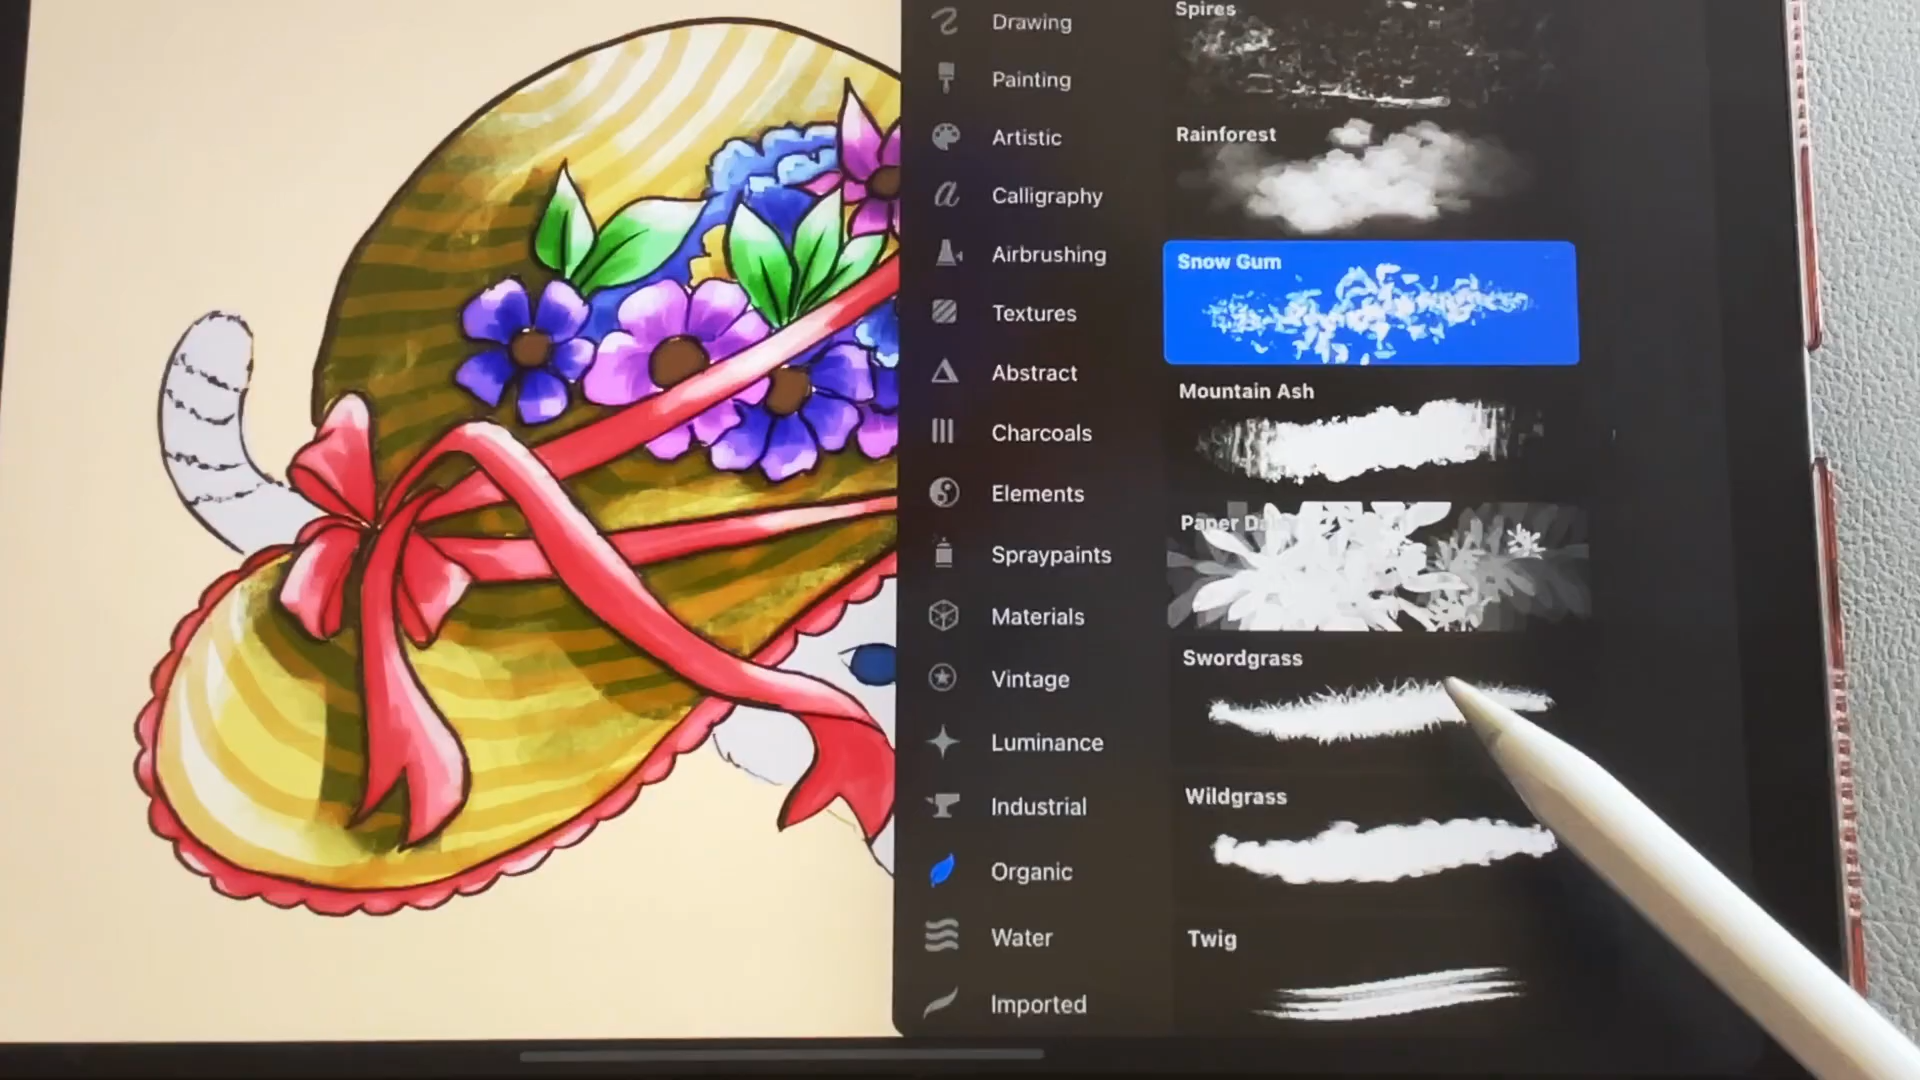 Drawing
Painting
Artistic
Calligraphy
Airbrushing
Textures
Abstract
Charcoals
Elements
Spraypaints
Materials
Vintage
Luminance
Industrial
Organic
Water
Imported
Spires
Rainforest
Snow Gum
Mountain Ash
Paper
Swordgrass
Wildgrass
Twig